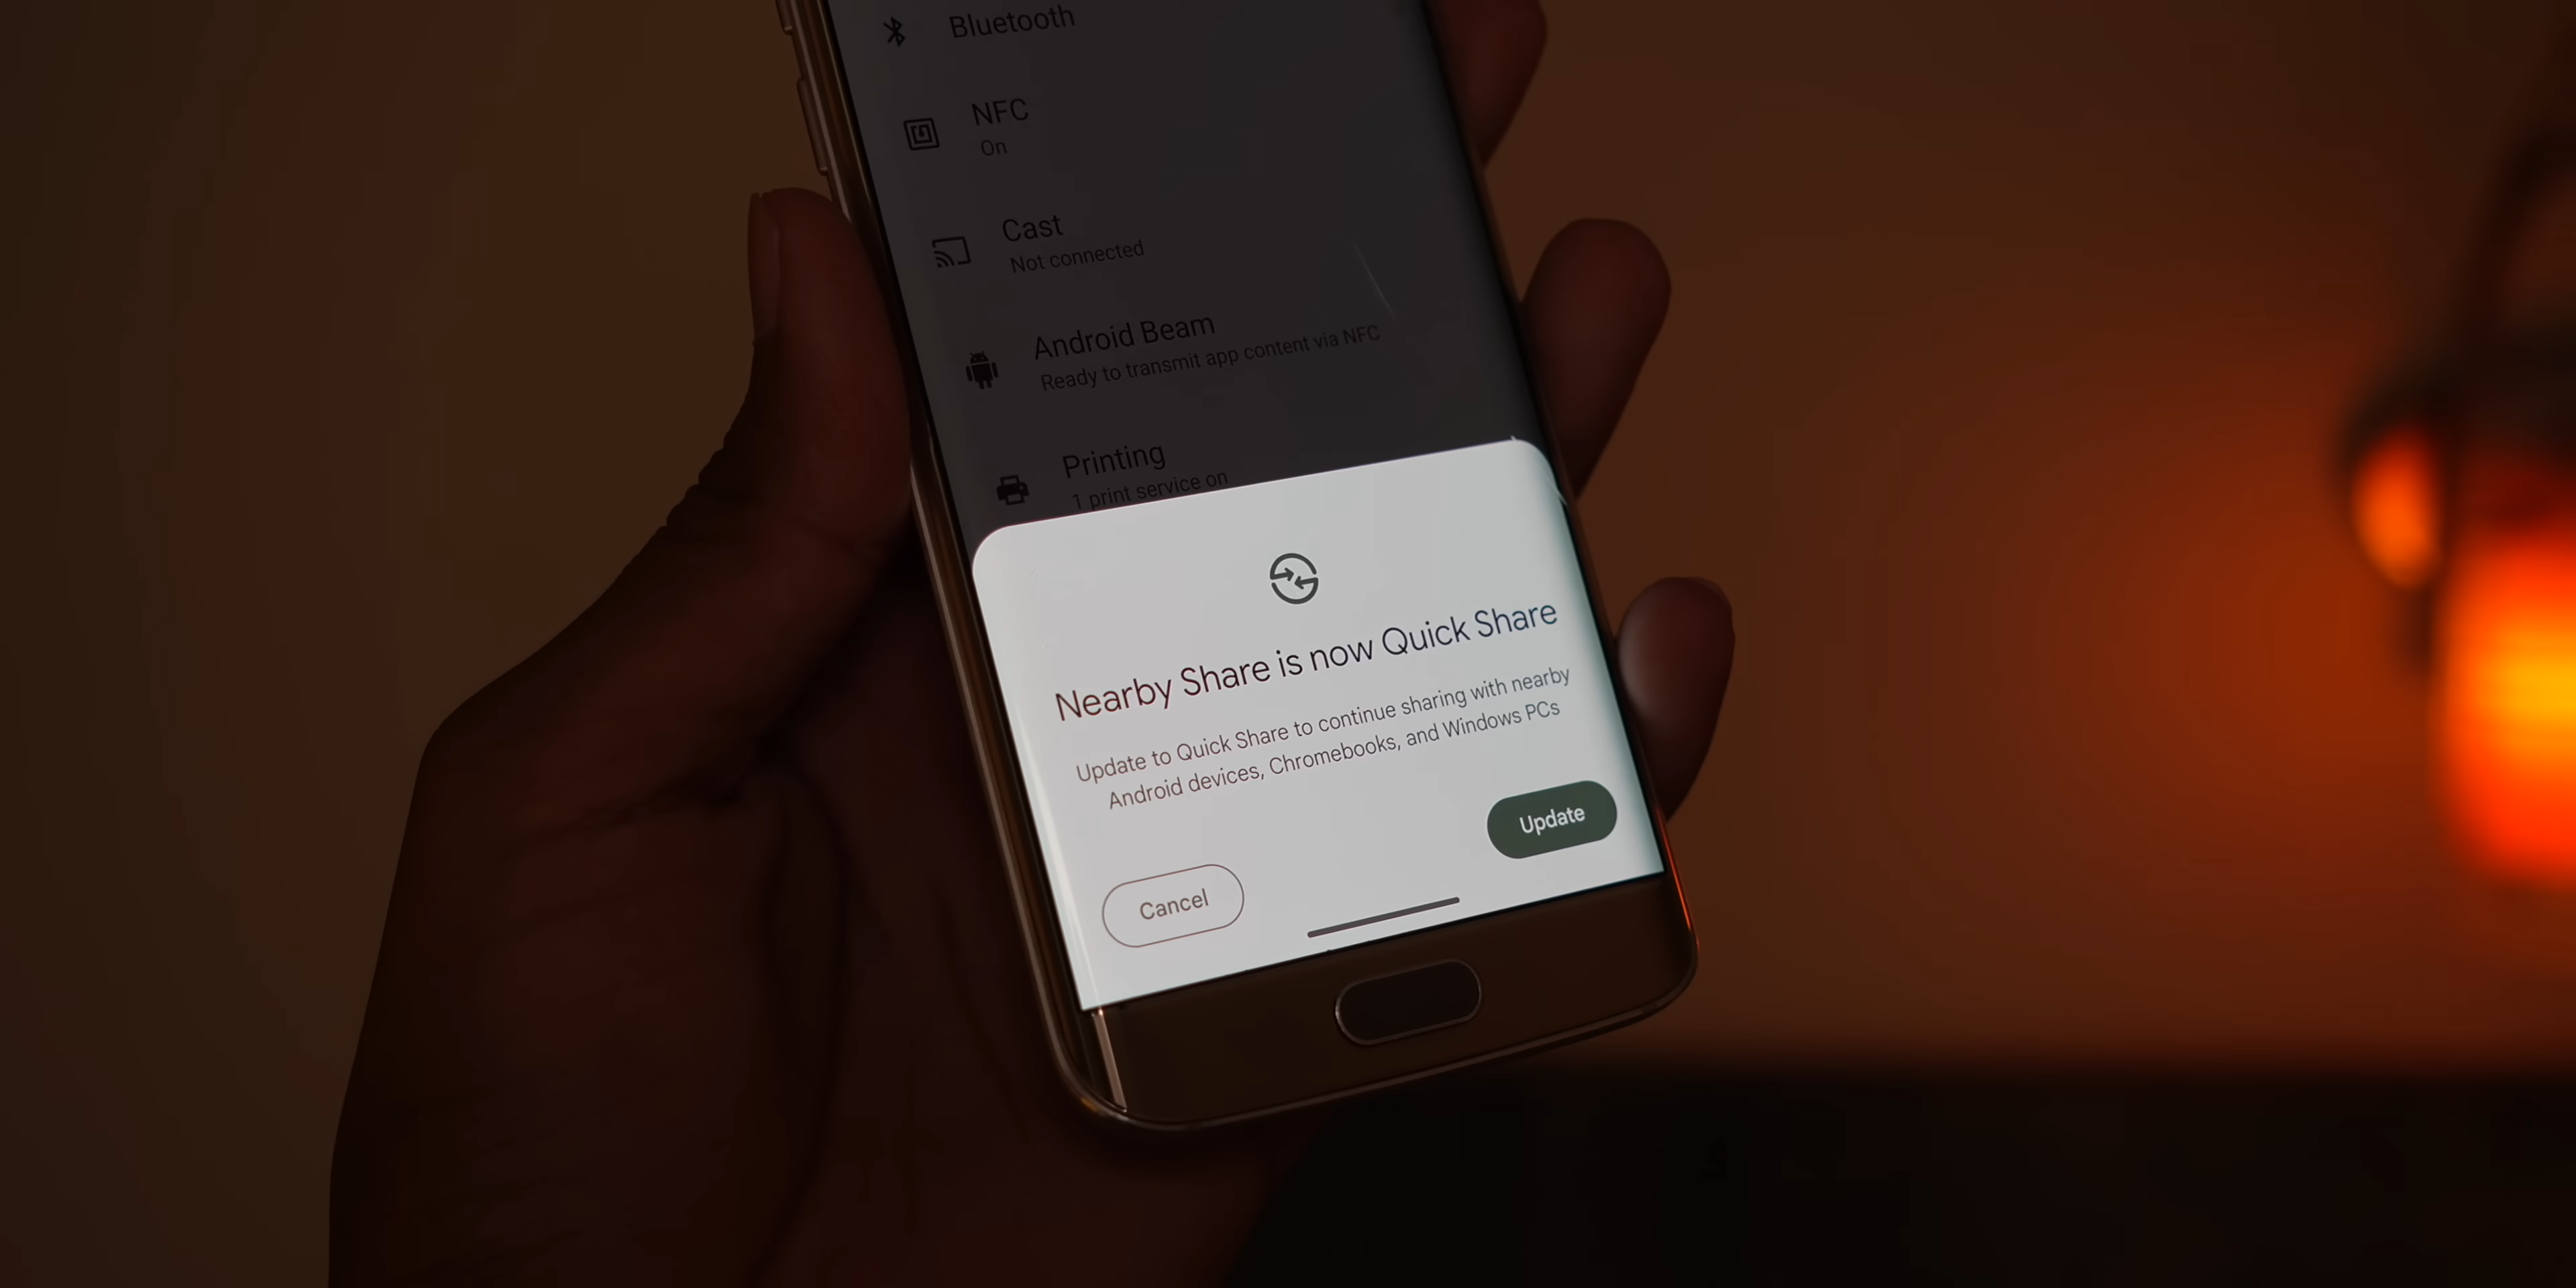 Bluetooth
NFC
On
Cast
Not connected
Android Beam
Ready to transmit app content via NFC
Printing
1 print service on
Nearby Share is now Quick Share
Update to Quick Share to continue sharing with nearby
Android devices, Chromebooks, and Windows PCs
Update
Cancel